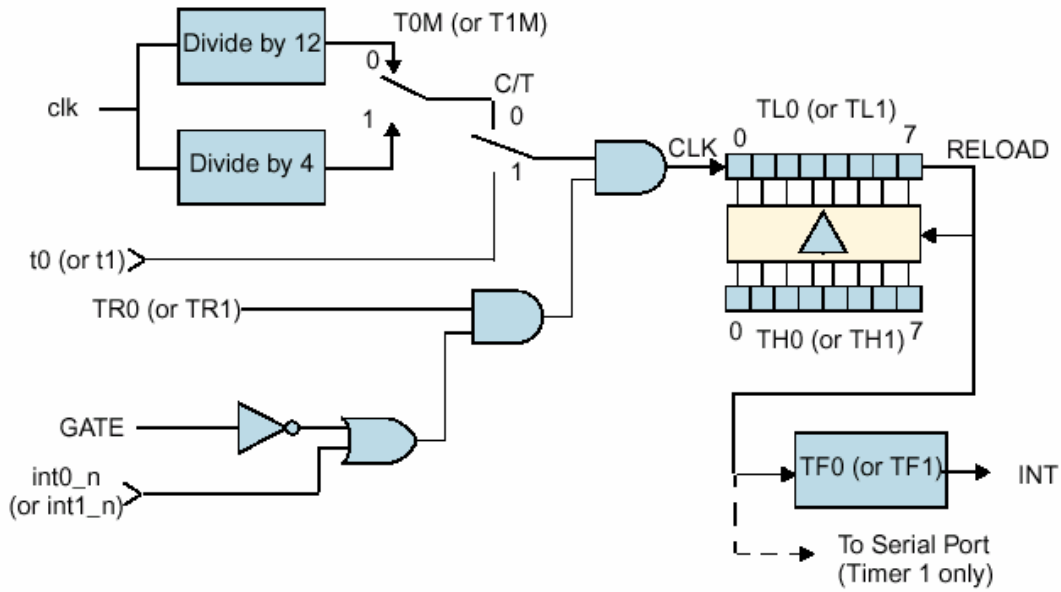 T0M (or T1M)
Divide by 12
0
C/T
clk
0
TL0 (or TL1)
1
0
7
Divide by 4
1
CLK
RELOAD
t0 (or t1)
TR0 (or TR1)
0
7
TH0 (or TH1)
GATE
int0_n
(or int1_n)
TF0 (or TF1)
INT
To Serial Port
(Timer 1 only)